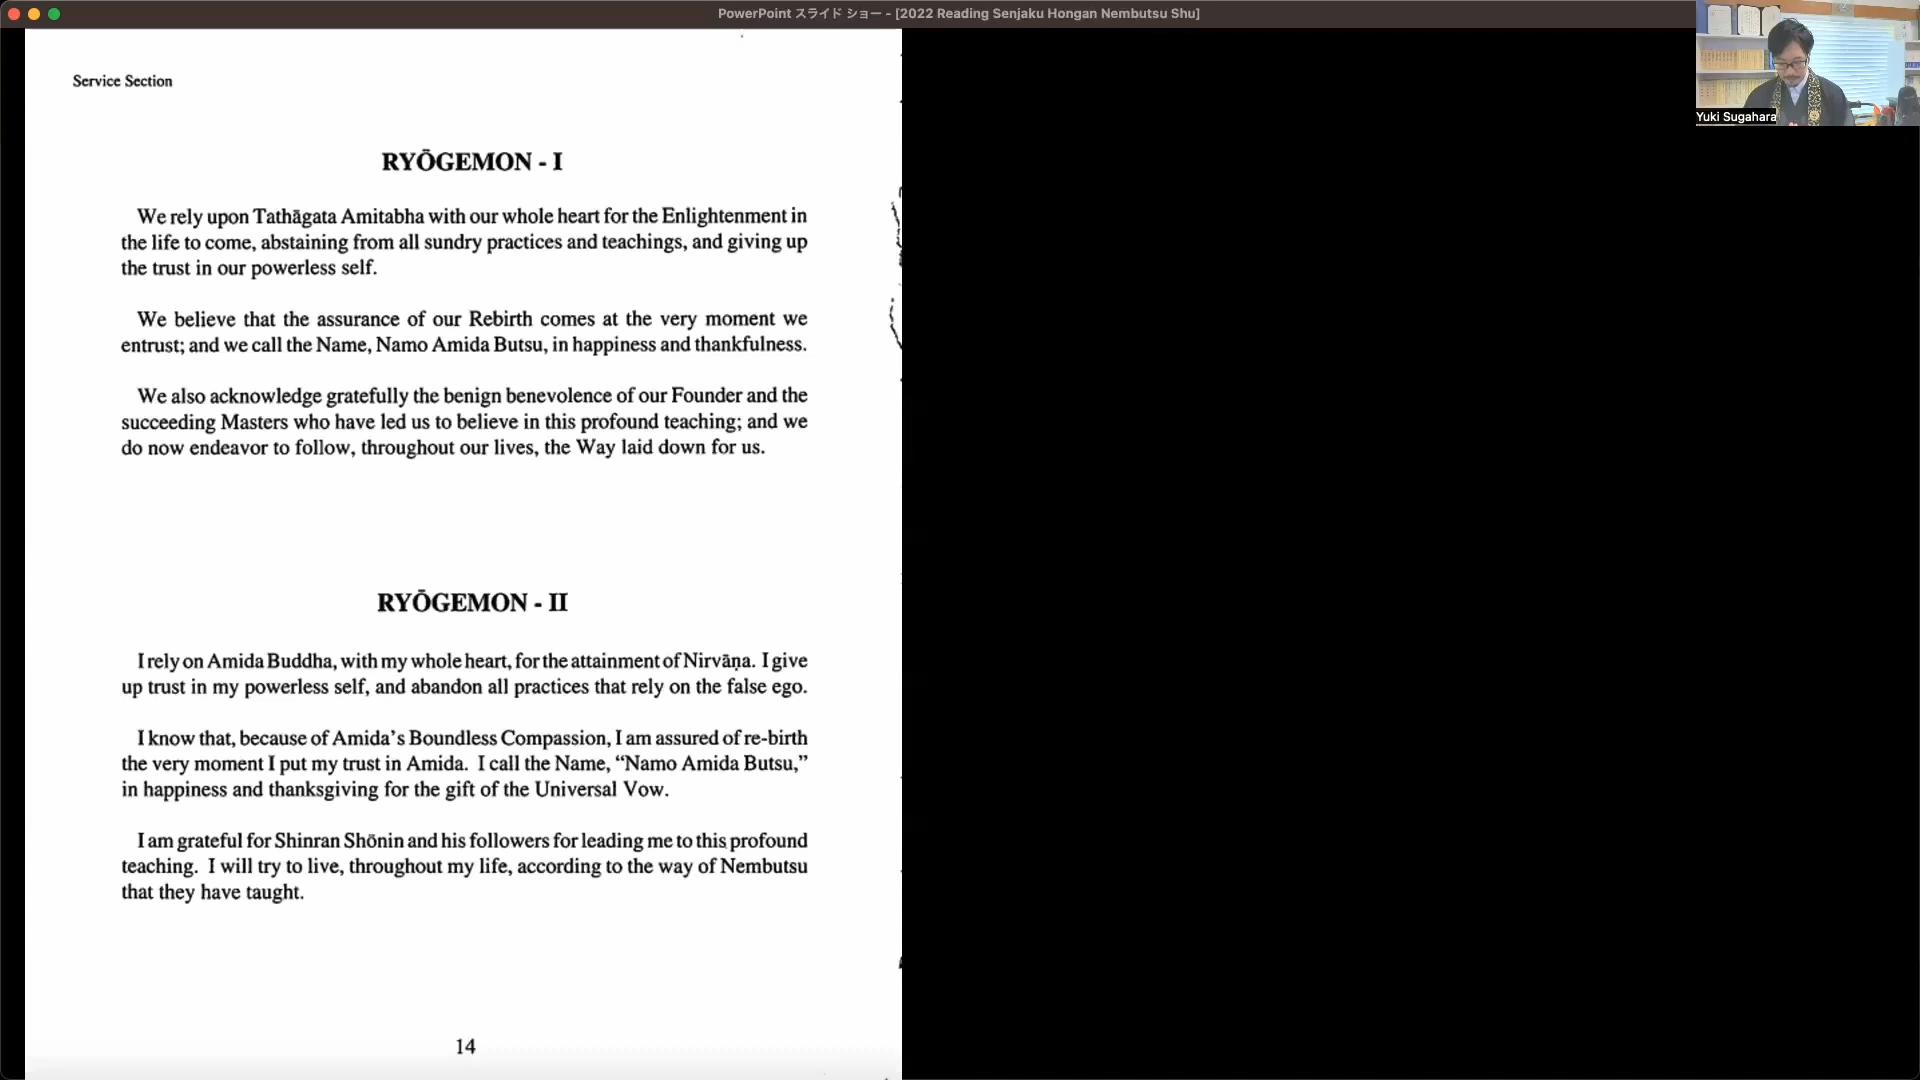 PowerPoint スライド ショー - [2022 Reading Senjaku Hongan Nembutsu Shu]
Yuki Sugahara
Service Section
RYŌGEMON - I
We rely upon Tathāgata Amitabha with our whole heart for the Enlightenment in
the life to come, abstaining from all sundry practices and teachings, and giving up
the trust in our powerless self.
We believe that the assurance of our Rebirth comes at the very moment we
entrust; and we call the Name, Namo Amida Butsu, in happiness and thankfulness.
We also acknowledge gratefully the benign benevolence of our Founder and the
succeeding Masters who have led us to believe in this profound teaching; and we
do now endeavor to follow, throughout our lives, the Way laid down for us.
RYŌGEMON - II
I rely on Amida Buddha, with my whole heart, for the attainment of Nirvāṇa. I give
up trust in my powerless self, and abandon all practices that rely on the false ego.
I know that, because of Amida's Boundless Compassion, I am assured of re-birth
the very moment I put my trust in Amida. I call the Name, “Namo Amida Butsu,”
in happiness and thanksgiving for the gift of the Universal Vow.
I am grateful for Shinran Shōnin and his followers for leading me to this profound
teaching. I will try to live, throughout my life, according to the way of Nembutsu
that they have taught.
14